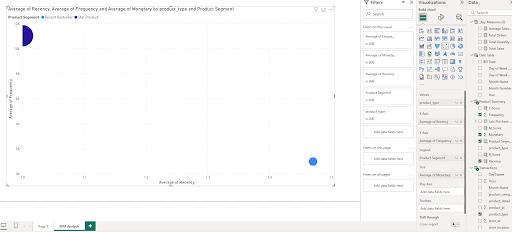 Average of Recency, Average of Frequency and Average of Monetary by product_type and Product Segment
Product Segment Recent Bestseller Star Product
Average of Frequency
Average of Recency
Page 1
RFM Analysis
Filters
Search
Filters on this visual
Average of Freque...
is (All)
Average of Moneta...
is (All)
Average of Recency
is (All)
Product Segment
is (All)
product_type
is (All)
Add data fields here
Filters on this page
Add data fields here
Filters on all pages
Add data fields here
Visualizations
Build visual
Values
product_type
X Axis
Average of Recency
Y Axis
Average of Frequency
Legend
Product Segment
Size
Average of Monetary
Play Axis
Add data fields here
Tooltips
Add data fields here
Drill through
Cross-report
Data
Search
Average Sales...
Total Orders
Total Quantity...
Total Sales
Date Table
Date
Day of Week ...
Day of Week ...
Month Name
Month Number
Year
Product Summary
F_Score
Frequency
Last Purchase...
M_Score
Monetary
Product Segm...
product_type
R_Score
Recency
Transactions
Day Name
Hour
Month Name
product_categ...
product_detail
product_id
product_type
store_id
store_location